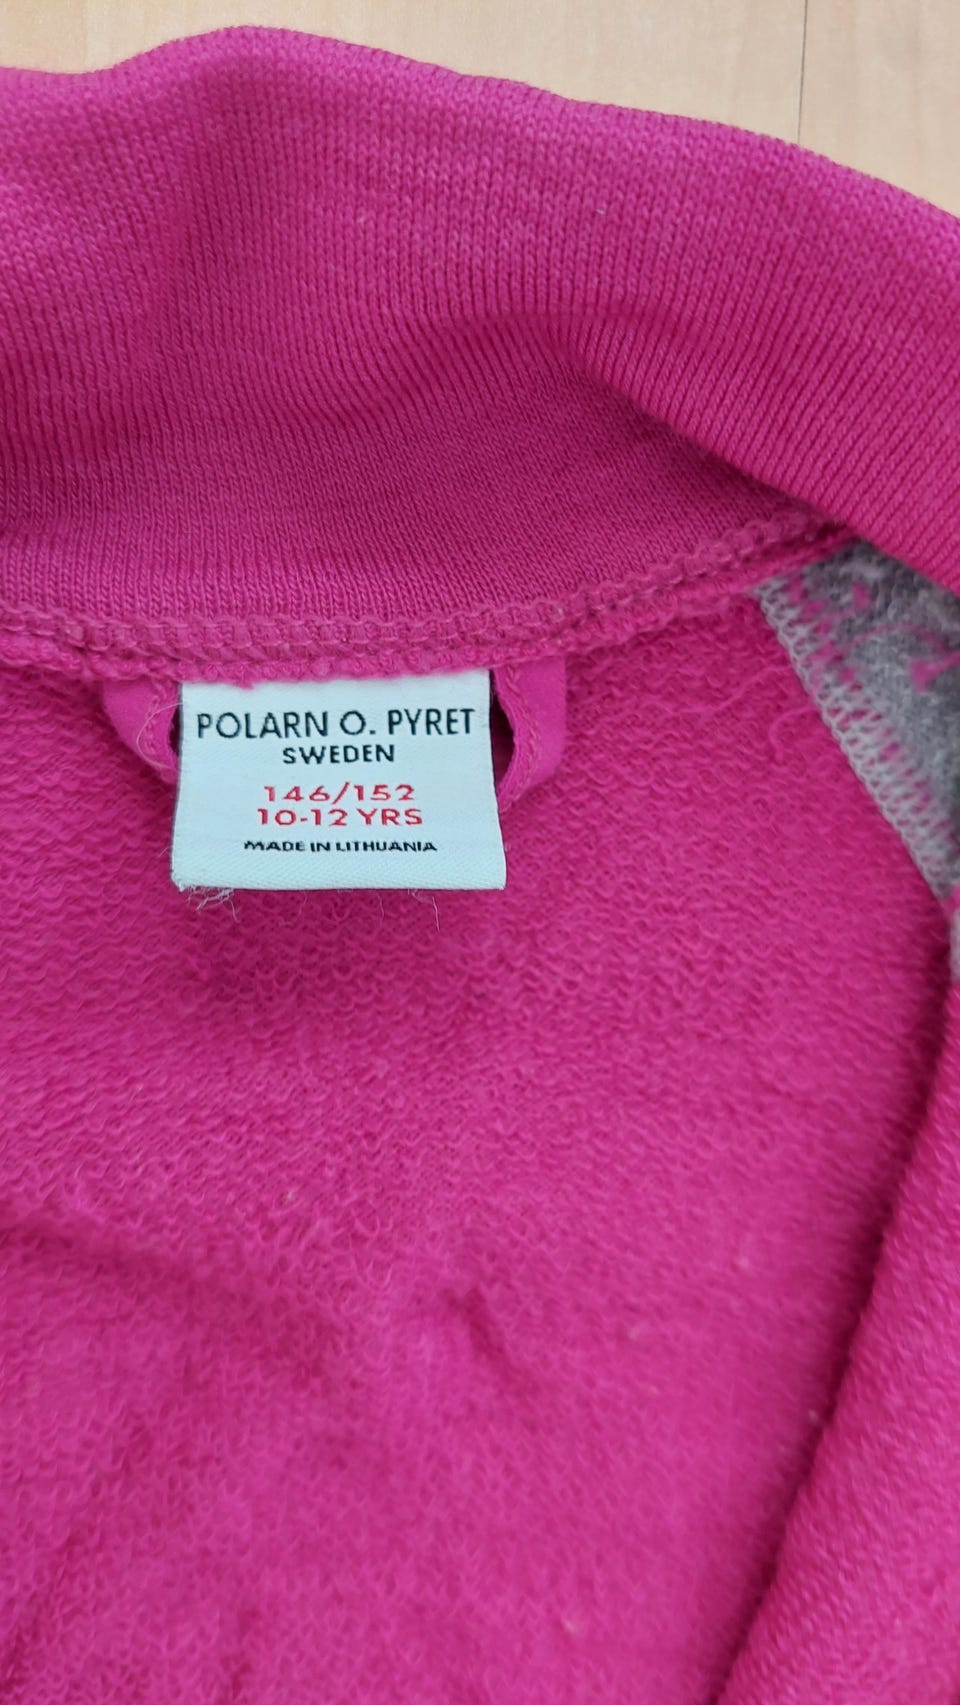 POLARN O. PYRET
SWEDEN
146/152
10-12 YRS
MADE IN LITHUANIA